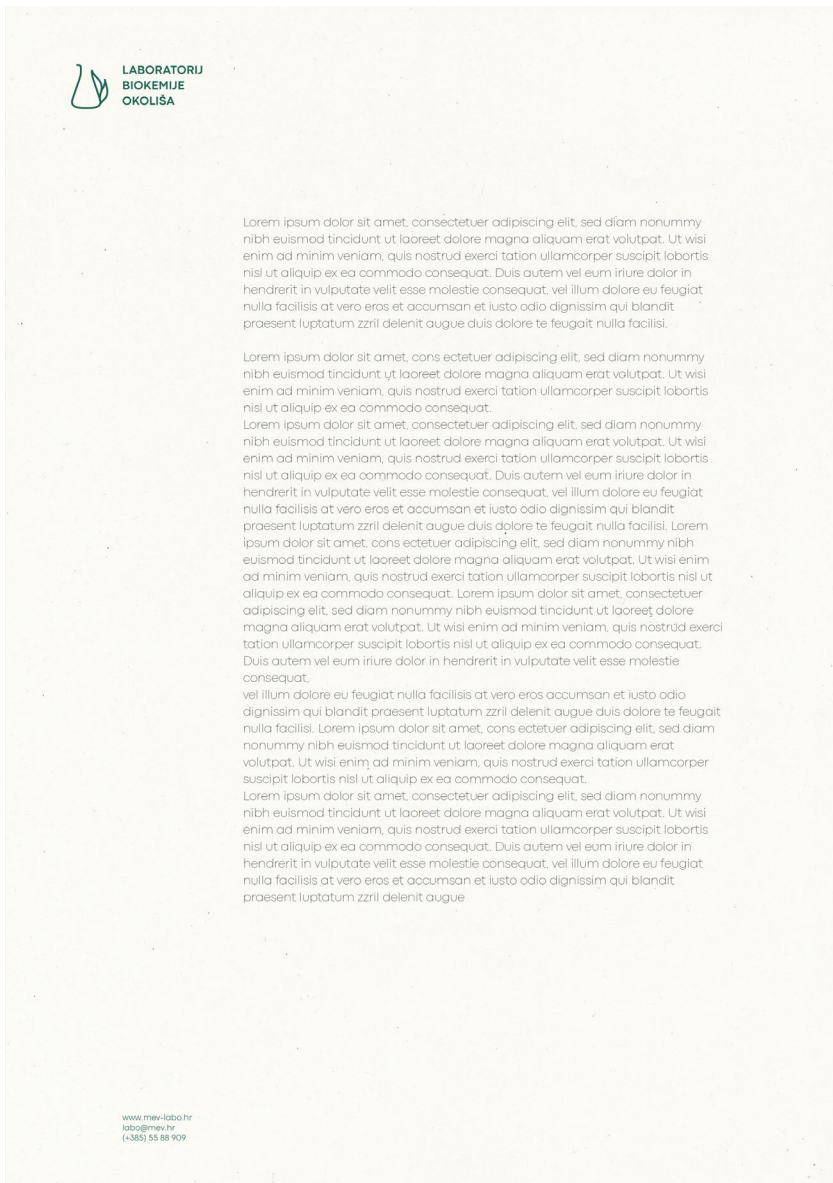 LABORATORIJ
BIOKEMIJE
OKOLIŠA
Lorem ipsum dolor sit amet, consectetuer adipiscing elit, sed diam nonummy
nibh euismod tincidunt ut laoreet dolore magna aliquam erat volutpat. Ut wisi
enim ad minim veniam, quis nostrud exerci tation ullamcorper suscipit lobortis
nisl ut aliquip ex ea commodo consequat. Duis autem vel eum iriure dolor in
hendrerit in vulputate velit esse molestie consequat, vel illum dolore eu feugiat
nulla facilisis at vero eros et accumsan et iusto odio dignissim qui blandit
praesent luptatum zzril delenit augue duis dolore te feugait nulla facilisi.
Lorem ipsum dolor sit amet, cons ectetuer adipiscing elit, sed diam nonummy
nibh euismod tincidunt ut laoreet dolore magna aliquam erat volutpat. Ut wisi
enim ad minim veniam, quis nostrud exerci tation ullamcorper suscipit lobortis
nisl ut aliquip ex ea commodo consequat.
Lorem ipsum dolor sit amet, consectetuer adipiscing elit, sed diam nonummy
nibh euismod tincidunt ut laoreet dolore magna aliquam erat volutpat. Ut wisi
enim ad minim veniam, quis nostrud exerci tation ullamcorper suscipit lobortis
nisl ut aliquip ex ea commodo consequat. Duis autem vel eum iriure dolor in
hendrerit in vulputate velit esse molestie consequat, vel illum dolore eu feugiat
nulla facilisis at vero eros et accumsan et iusto odio dignissim qui blandit
praesent luptatum zzril delenit augue duis dolore te feugait nulla facilisi. Lorem
ipsum dolor sit amet, cons ectetuer adipiscing elit, sed diam nonummy nibh
euismod tincidunt ut laoreet dolore magna aliquam erat volutpat. Ut wisi enim
ad minim veniam, quis nostrud exerci tation ullamcorper suscipit lobortis nisl ut
aliquip ex ea commodo consequat. Lorem ipsum dolor sit amet, consectetuer
adipiscing elit, sed diam nonummy nibh euismod tincidunt ut laoreet dolore
magna aliquam erat volutpat. Ut wisi enim ad minim veniam, quis nostrud exerci
tation ullamcorper suscipit lobortis nisl ut aliquip ex ea commodo consequat.
Duis autem vel eum iriure dolor in hendrerit in vulputate velit esse molestie
consequat,
vel illum dolore eu feugiat nulla facilisis at vero eros accumsan et iusto odio
dignissim qui blandit praesent luptatum zzril delenit augue duis dolore te feugait
nulla facilisi. Lorem ipsum dolor sit amet, cons ectetuer adipiscing elit, sed diam
nonummy nibh euismod tincidunt ut laoreet dolore magna aliquam erat
volutpat. Ut wisi enim ad minim veniam, quis nostrud exerci tation ullamcorper
suscipit lobortis nisl ut aliquip ex ea commodo consequat.
Lorem ipsum dolor sit amet, consectetuer adipiscing elit, sed diam nonummy
nibh euismod tincidunt ut laoreet dolore magna aliquam erat volutpat. Ut wisi
enim ad minim veniam, quis nostrud exerci tation ullamcorper suscipit lobortis
nisl ut aliquip ex ea commodo consequat. Duis autem vel eum iriure dolor in
hendrerit in vulputate velit esse molestie consequat, vel illum dolore eu feugiat
nulla facilisis at vero eros et accumsan et iusto odio dignissim qui blandit
praesent luptatum zzril delenit augue
www.mev-labo.hr
labo@mev.hr
(+385) 55 88 909